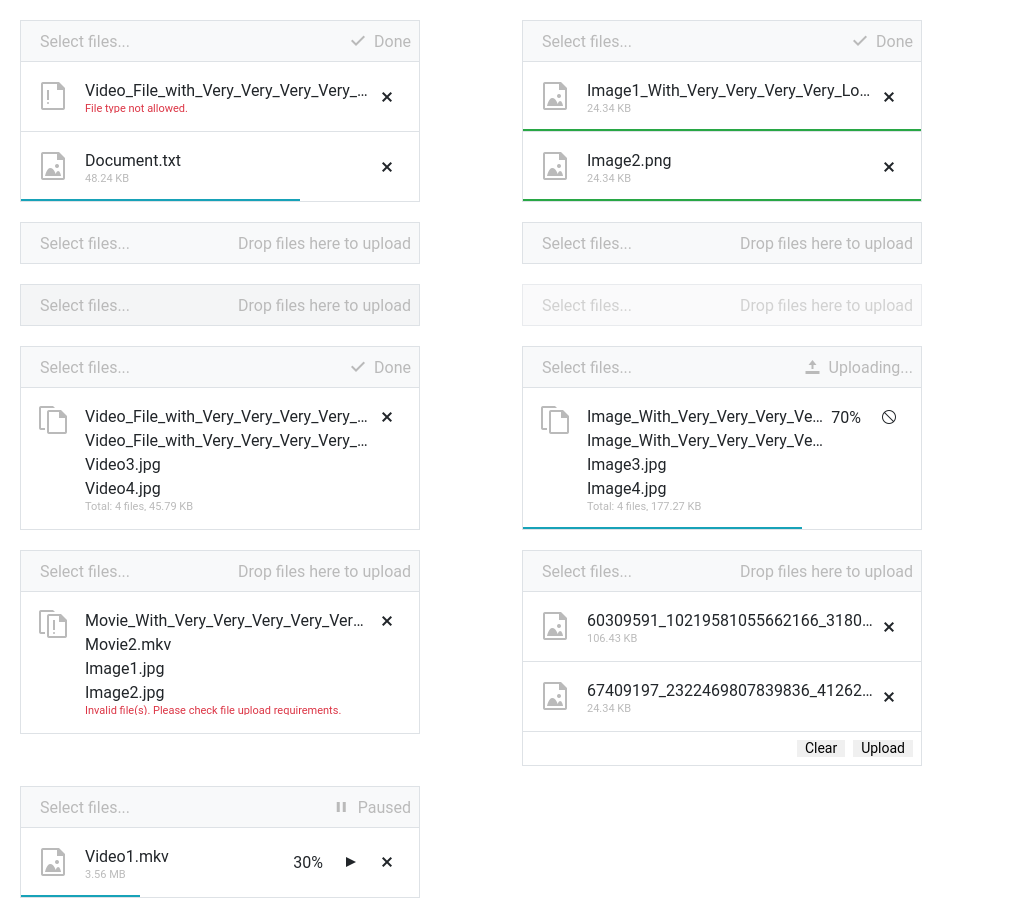 Select files...
Done
Video_File_with_Very_Very_Very_Very_...
File type not allowed.
Document.txt
48.24 KB
Select files...
Done
Image1_With_Very_Very_Very_Very_Lo...
24.34 KB
Image2.png
24.34 KB
Select files...
Drop files here to upload
Select files...
Drop files here to upload
Select files...
Drop files here to upload
Select files...
Drop files here to upload
Select files...
Done
Video_File_with_Very_Very_Very_Very_...
Video_File_with_Very_Very_Very_Very_...
Video3.jpg
Video4.jpg
Total: 4 files, 45.79 KB
Select files...
Uploading...
Image_With_Very_Very_Very_Ve...
70%
Image_With_Very_Very_Very_Ve...
Image3.jpg
Image4.jpg
Total: 4 files, 177.27 KB
Select files...
Drop files here to upload
Movie_With_Very_Very_Very_Very_Ver...
Movie2.mkv
Image1.jpg
Image2.jpg
Invalid file(s). Please check file upload requirements.
Select files...
Drop files here to upload
60309591_10219581055662166_3180...
106.43 KB
67409197_2322469807839836_41262...
24.34 KB
Clear
Upload
Select files...
Paused
Video1.mkv
30%
3.56 MB